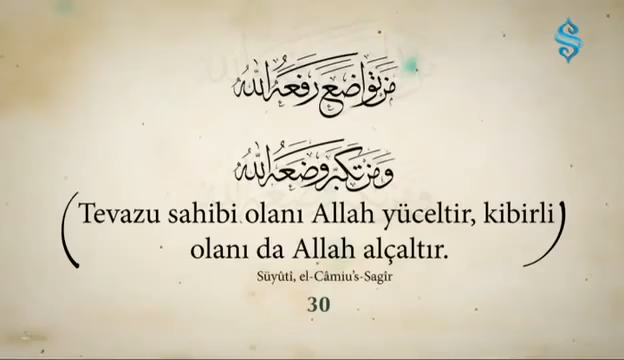 من تواضع رفعه الله
ومن تكبر وضعه الله
(Tevazu sahibi olanı Allah yüceltir, kibirli
olanı da Allah alçaltır.)
Süyûtî, el-Câmiu's-Sagîr
30